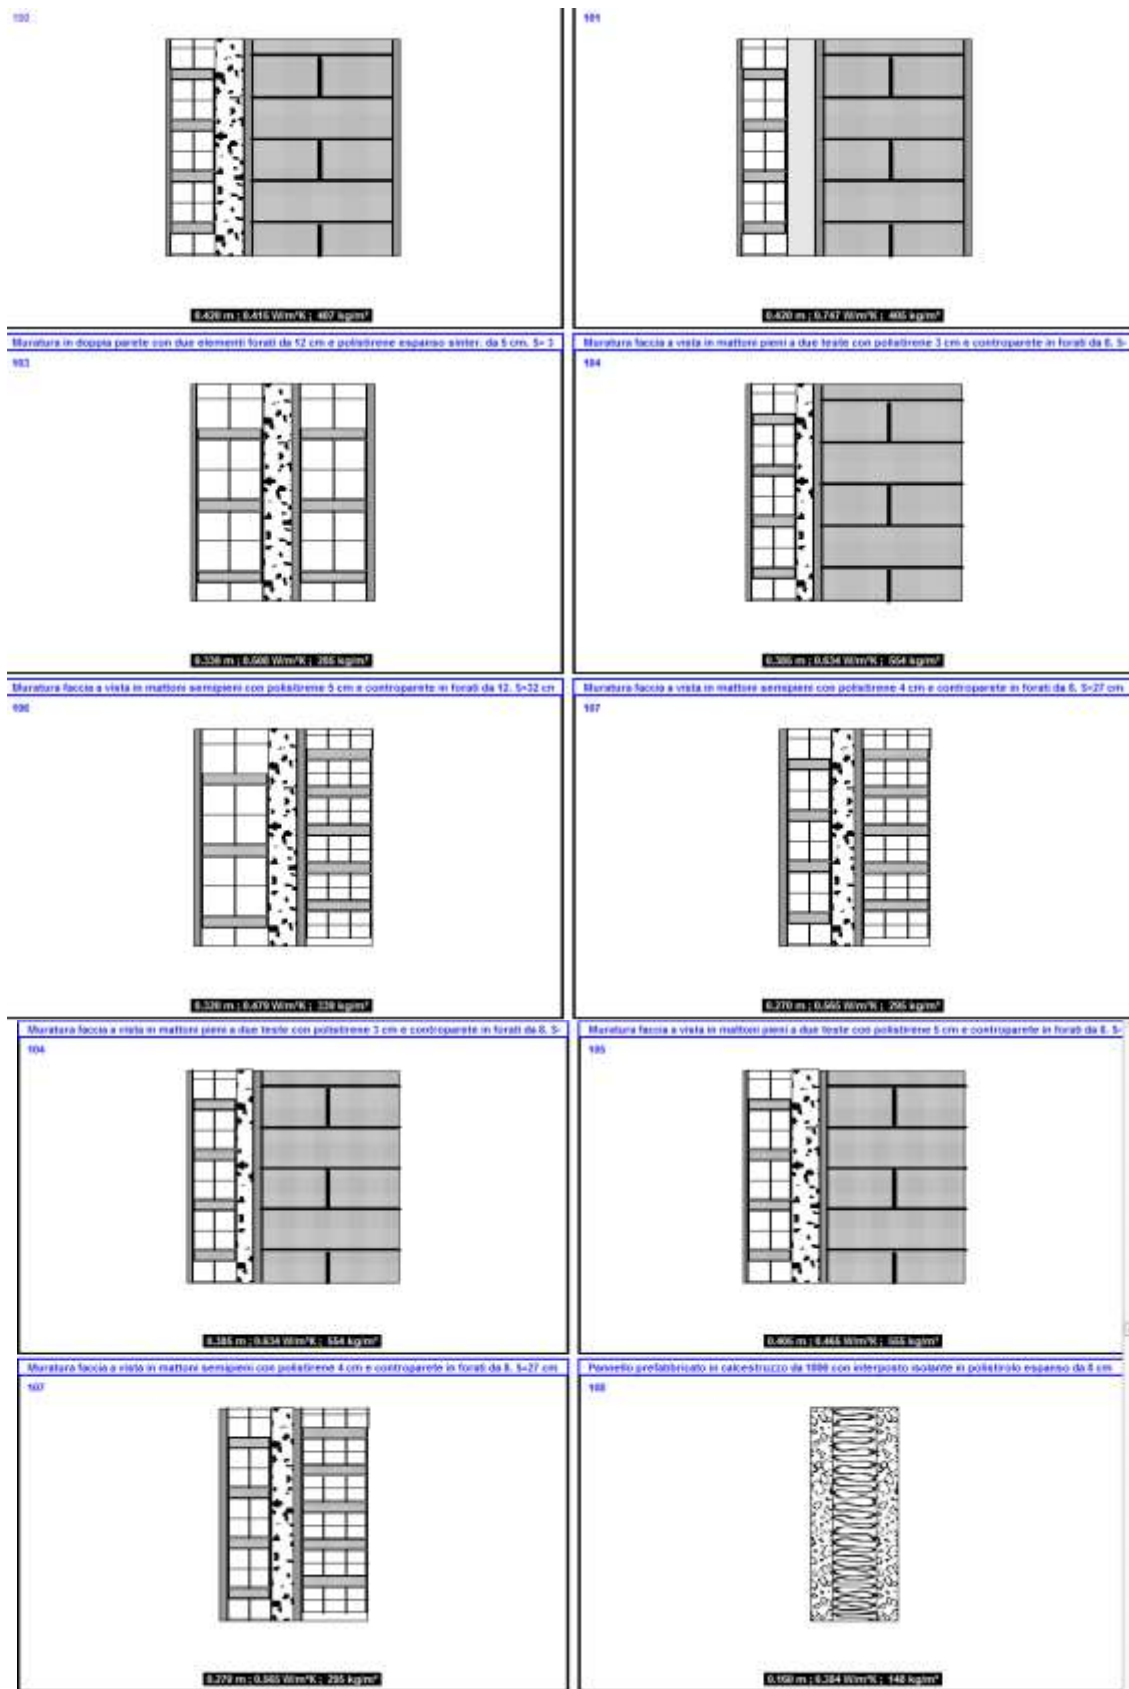 102
101
0.420 m ; 0.415 W/m²K ; 407 kg/m²
0.420 m ; 0.747 W/m²K ; 405 kg/m²
Muratura in doppia parete con due elementi forati da 12 cm e polistirene espanso sinter. da 5 cm. S= 3
Muratura faccia a vista in mattoni pieni a due teste con polistirene 3 cm e controparete in forati da 8. S-
103
104
0.330 m ; W/m²K ; kg/m²
0.385 m ; 0.534 W/m²K ; 554 kg/m²
Muratura faccia a vista in mattoni semipieni con polistirene 5 cm e controparete in forati da 12. S=32 cm
Muratura faccia a vista in mattoni semipieni con polistirene 4 cm e controparete in forati da 8. S=27 cm
106
107
0.320 m ; 0.479 W/m²K ; kg/m²
0.270 m ; 0.565 W/m²K ; 295 kg/m²
Muratura faccia a vista in mattoni pieni a due teste con polistirene 3 cm e controparete in forati da 8. S-
Muratura faccia a vista in mattoni pieni a due teste con polistirene 5 cm e controparete in forati da 8. S-
104
105
0.385 m ; 0.534 W/m²K ; 554 kg/m²
0.405 m ; 0.465 W/m²K ; 555 kg/m²
Muratura faccia a vista in mattoni semipieni con polistirene 4 cm e controparete in forati da 8. S=27 cm
Pannello prefabbricato in calcestruzzo da con interposto isolante in polistirolo espanso da 8 cm
107
108
0.270 m ; 0.565 W/m²K ; 295 kg/m²
0.160 m ; 0.384 W/m²K ; 148 kg/m²